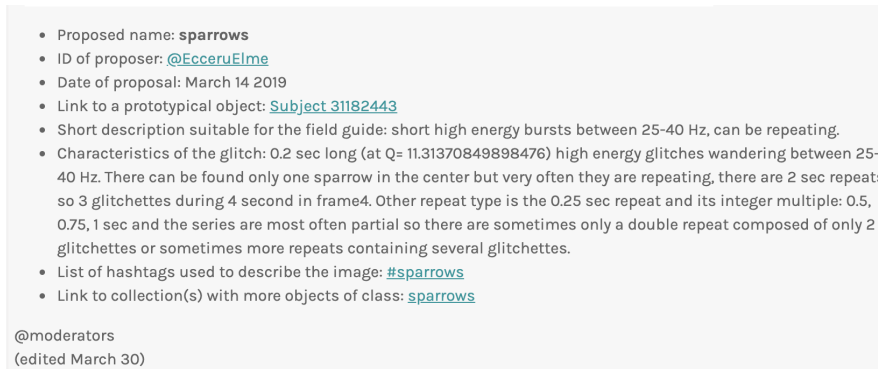 Proposed name: sparrows
ID of proposer: @EcceruElme
Date of proposal: March 14 2019
Link to a prototypical object: Subject 31182443
Short description suitable for the field guide: short high energy bursts between 25-40 Hz, can be repeating.
Characteristics of the glitch: 0.2 sec long (at Q= 11.31370849898476) high energy glitches wandering between 25-
40 Hz. There can be found only one sparrow in the center but very often they are repeating, there are 2 sec repeats
so 3 glitchettes during 4 second in frame4. Other repeat type is the 0.25 sec repeat and its integer multiple: 0.5,
0.75, 1 sec and the series are most often partial so there are sometimes only a double repeat composed of only 2
glitchettes or sometimes more repeats containing several glitchettes.
List of hashtags used to describe the image: #sparrows
Link to collection(s) with more objects of class: sparrows
@moderators
(edited March 30)